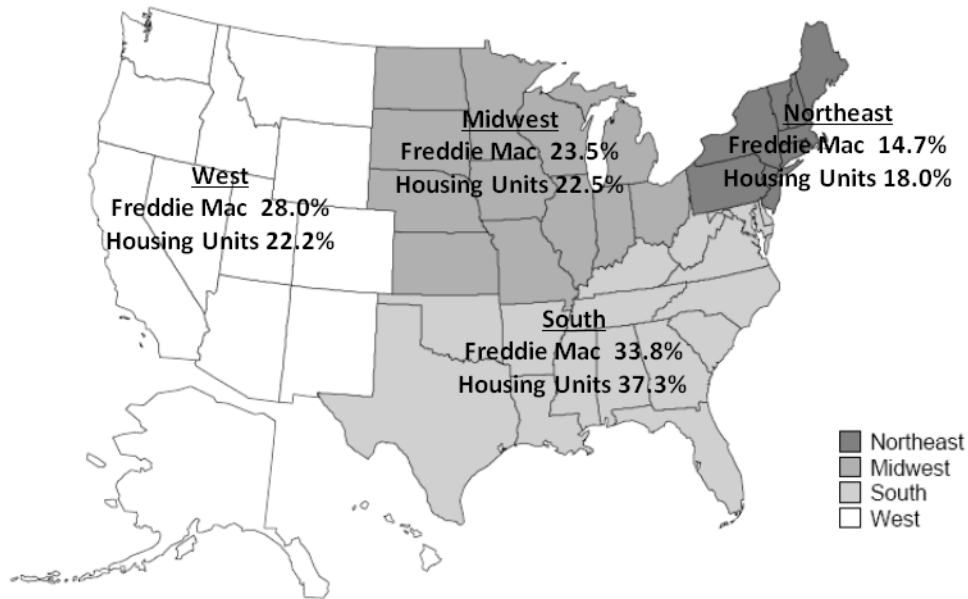 Midwest
Freddie Mac 23.5%
Housing Units 22.5%
Northeast
Freddie Mac 14.7%
Housing Units 18.0%
West
Freddie Mac 28.0%
Housing Units 22.2%
South
Freddie Mac 33.8%
Housing Units 37.3%
Northeast
Midwest
South
West